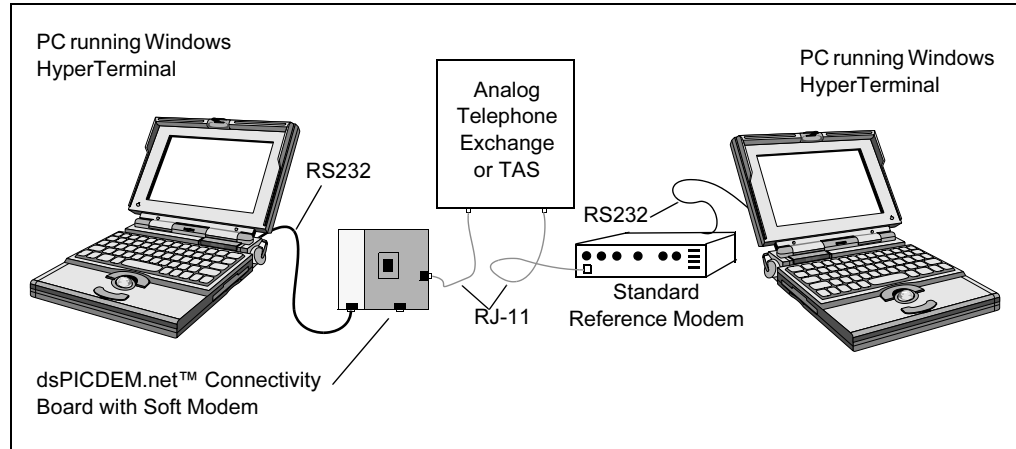 PC running Windows
HyperTerminal
PC running Windows
HyperTerminal
Analog
Telephone
Exchange
or TAS
RS232
RS232
RJ-11
Standard
Reference Modem
dsPICDEM.net™ Connectivity
Board with Soft Modem